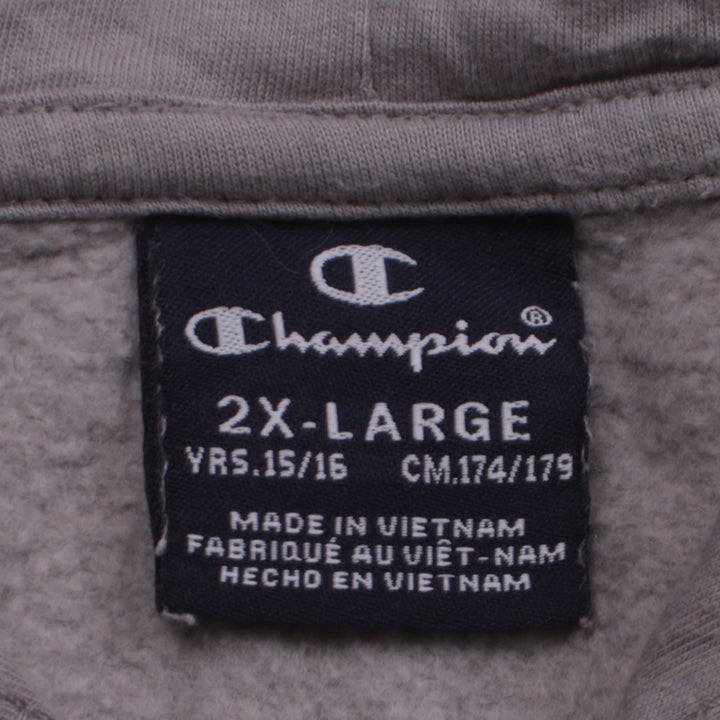 Champion®
2X-LARGE
YRS.15/16 CM.174/179
MADE IN VIETNAM
FABRIQUÉ AU VIÊT-NAM
HECHO EN VIETNAM